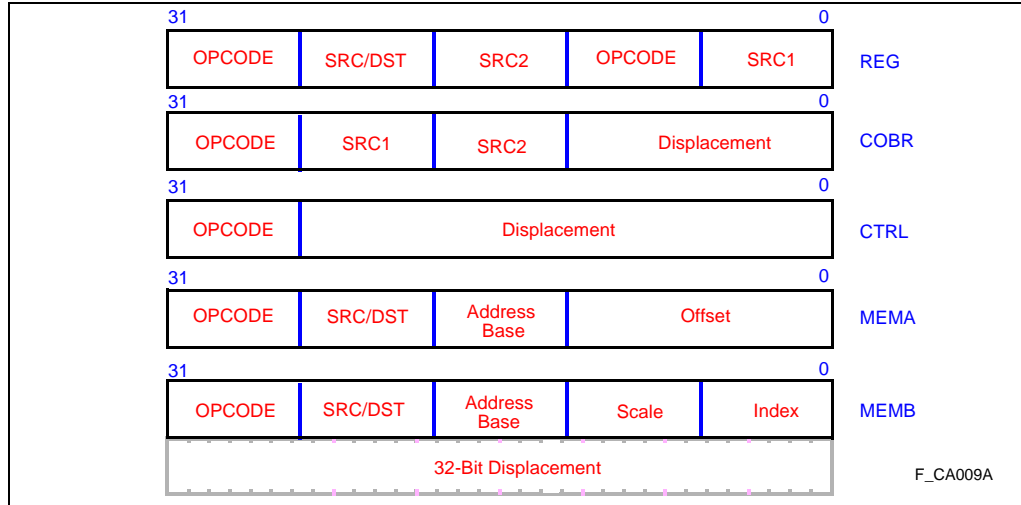 31 0
OPCODE SRC/DST SRC2 OPCODE SRC1 REG
31 0
OPCODE SRC1 SRC2 Displacement COBR
31 0
OPCODE Displacement CTRL
31 0
OPCODE SRC/DST Address Base Offset MEMA
31 0
OPCODE SRC/DST Address Base Scale Index MEMB
32-Bit Displacement
F_CA009A